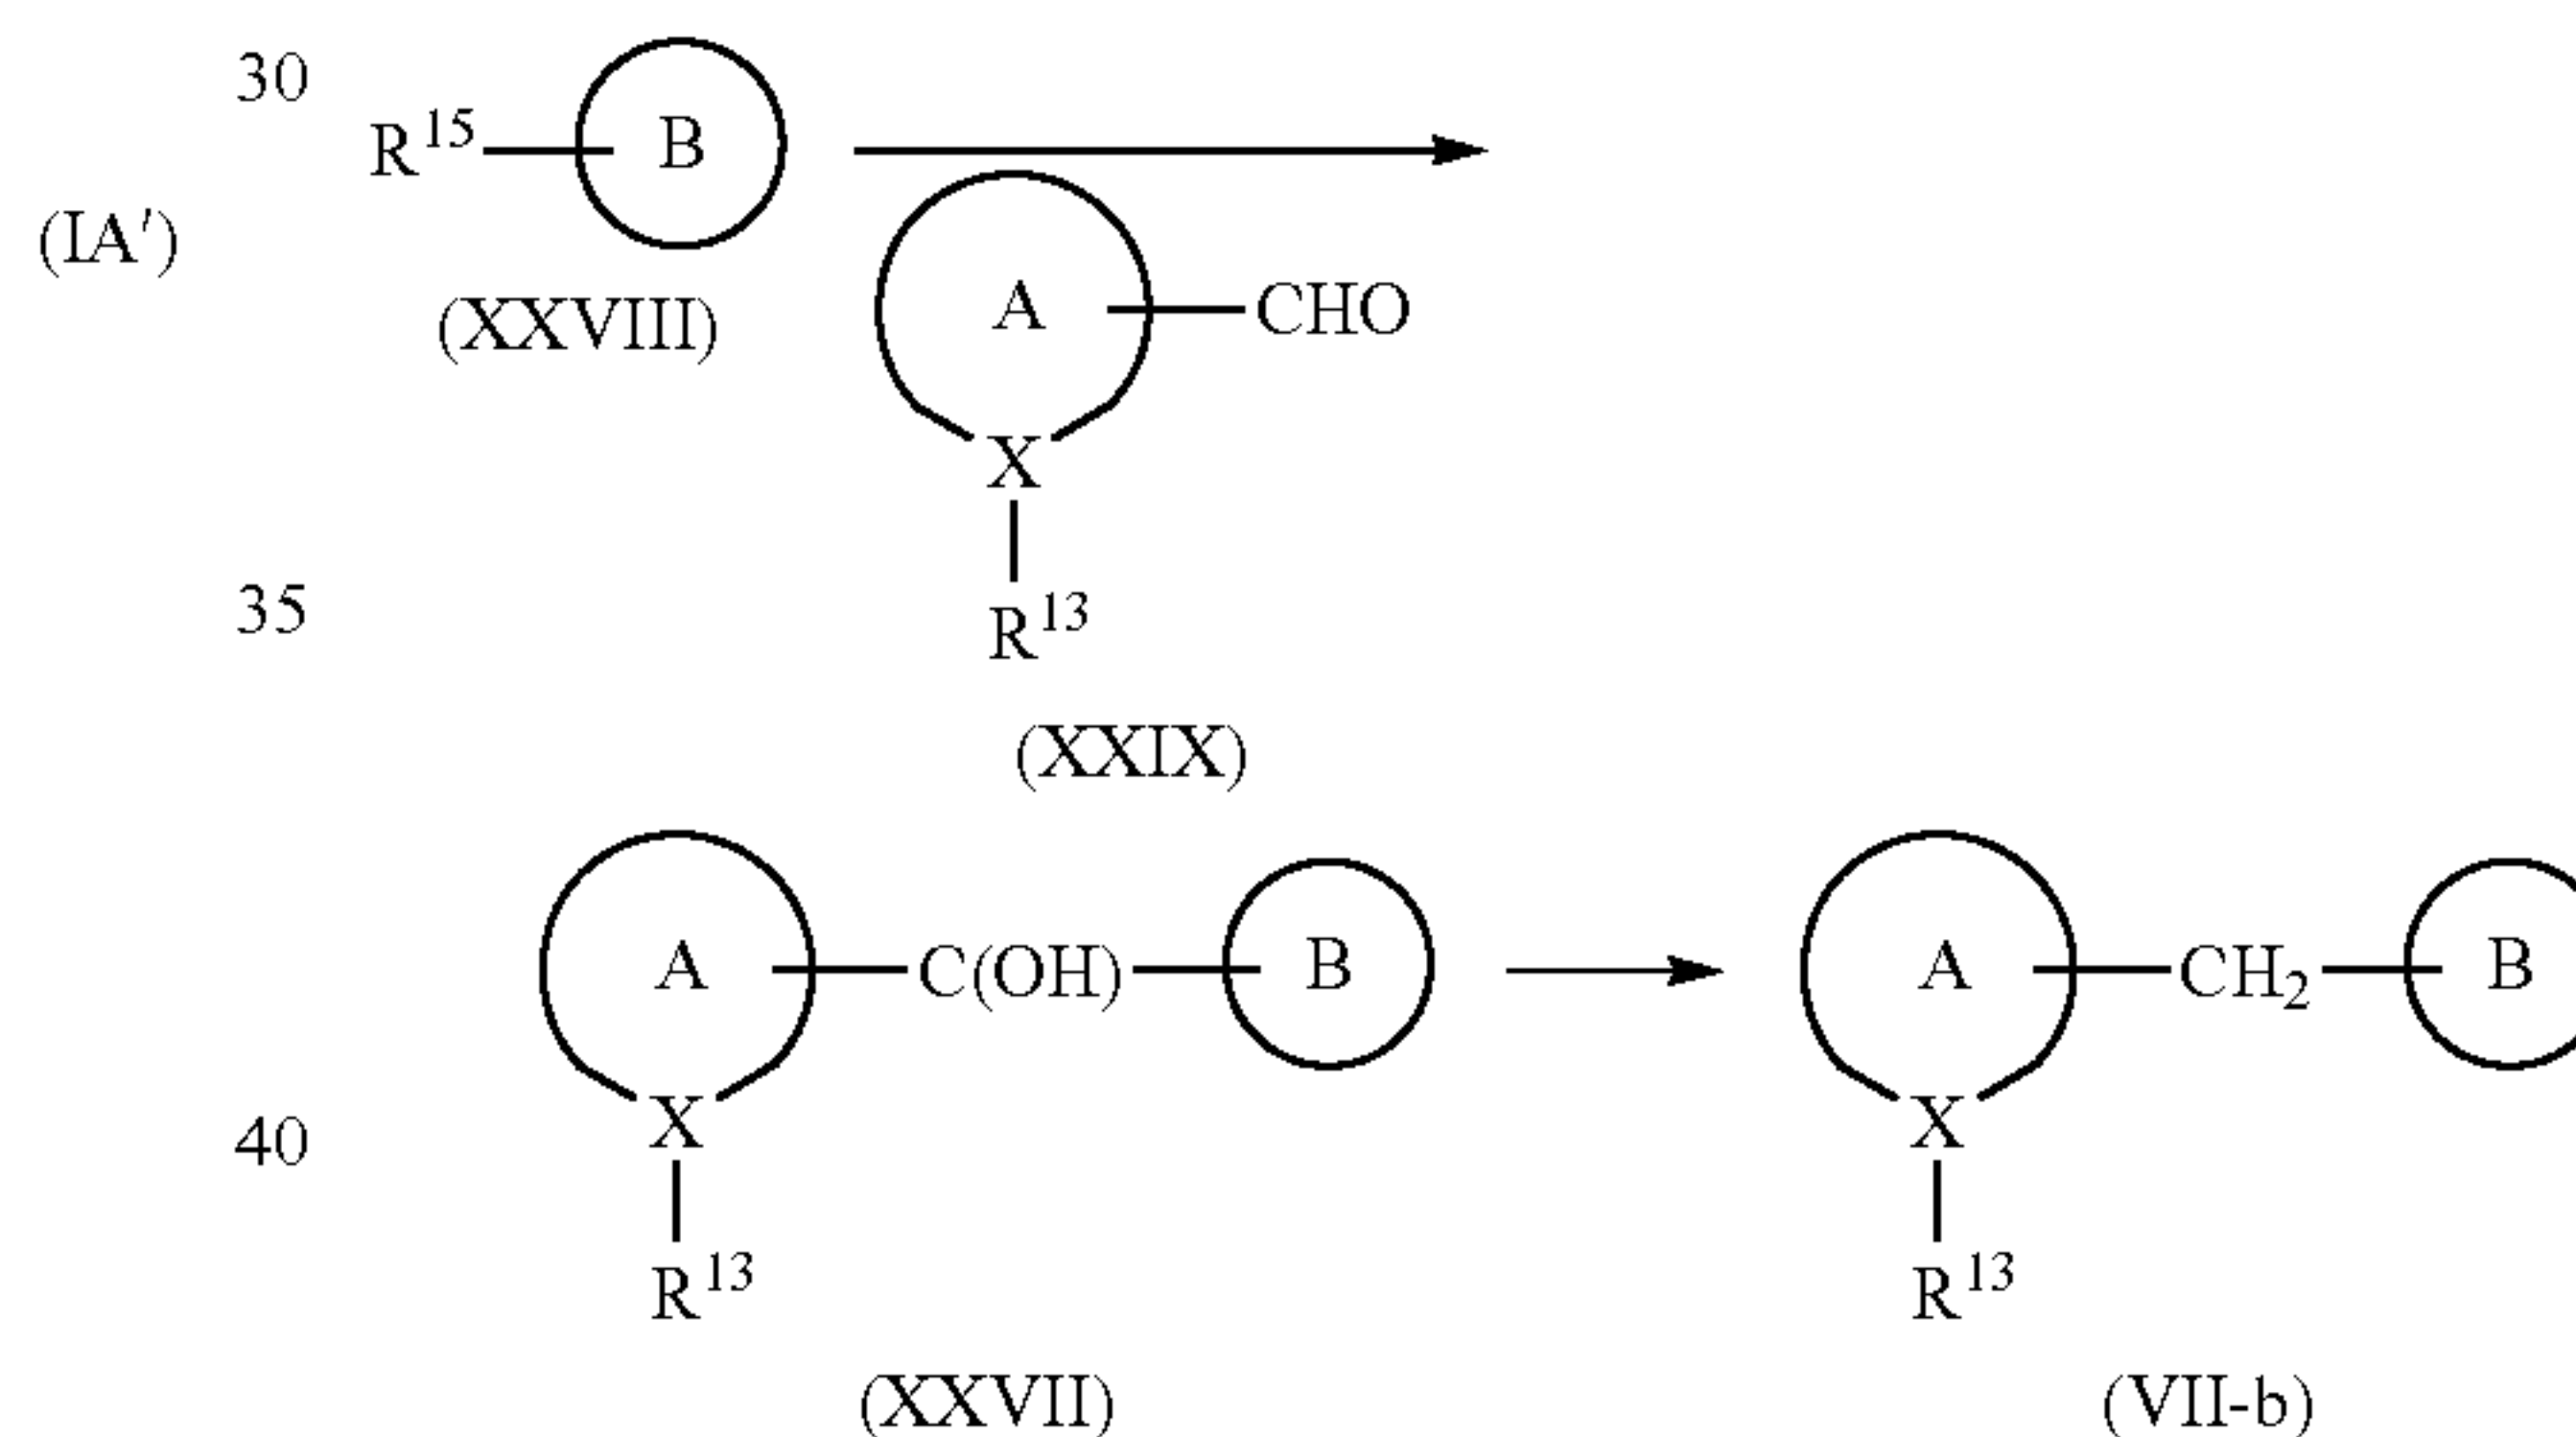 30
R15 B
(IA')
(XXVIII)
A CHO
X
35
R13
(XXIX)
A C(OH) B A CH2 B
X X
40
R13 R13
(XXVII) (VII-b)